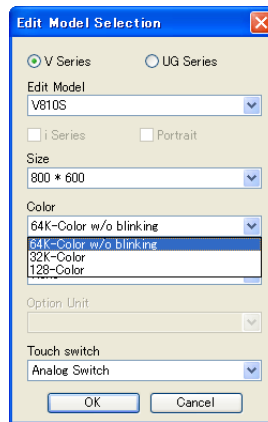 Edit Model Selection
V Series
UG Series
Edit Model
V810S
i Series
Portrait
Size
800 * 600
Color
64K-Color w/o blinking
64K-Color w/o blinking
32K-Color
128-Color
Option Unit
Touch switch
Analog Switch
OK
Cancel